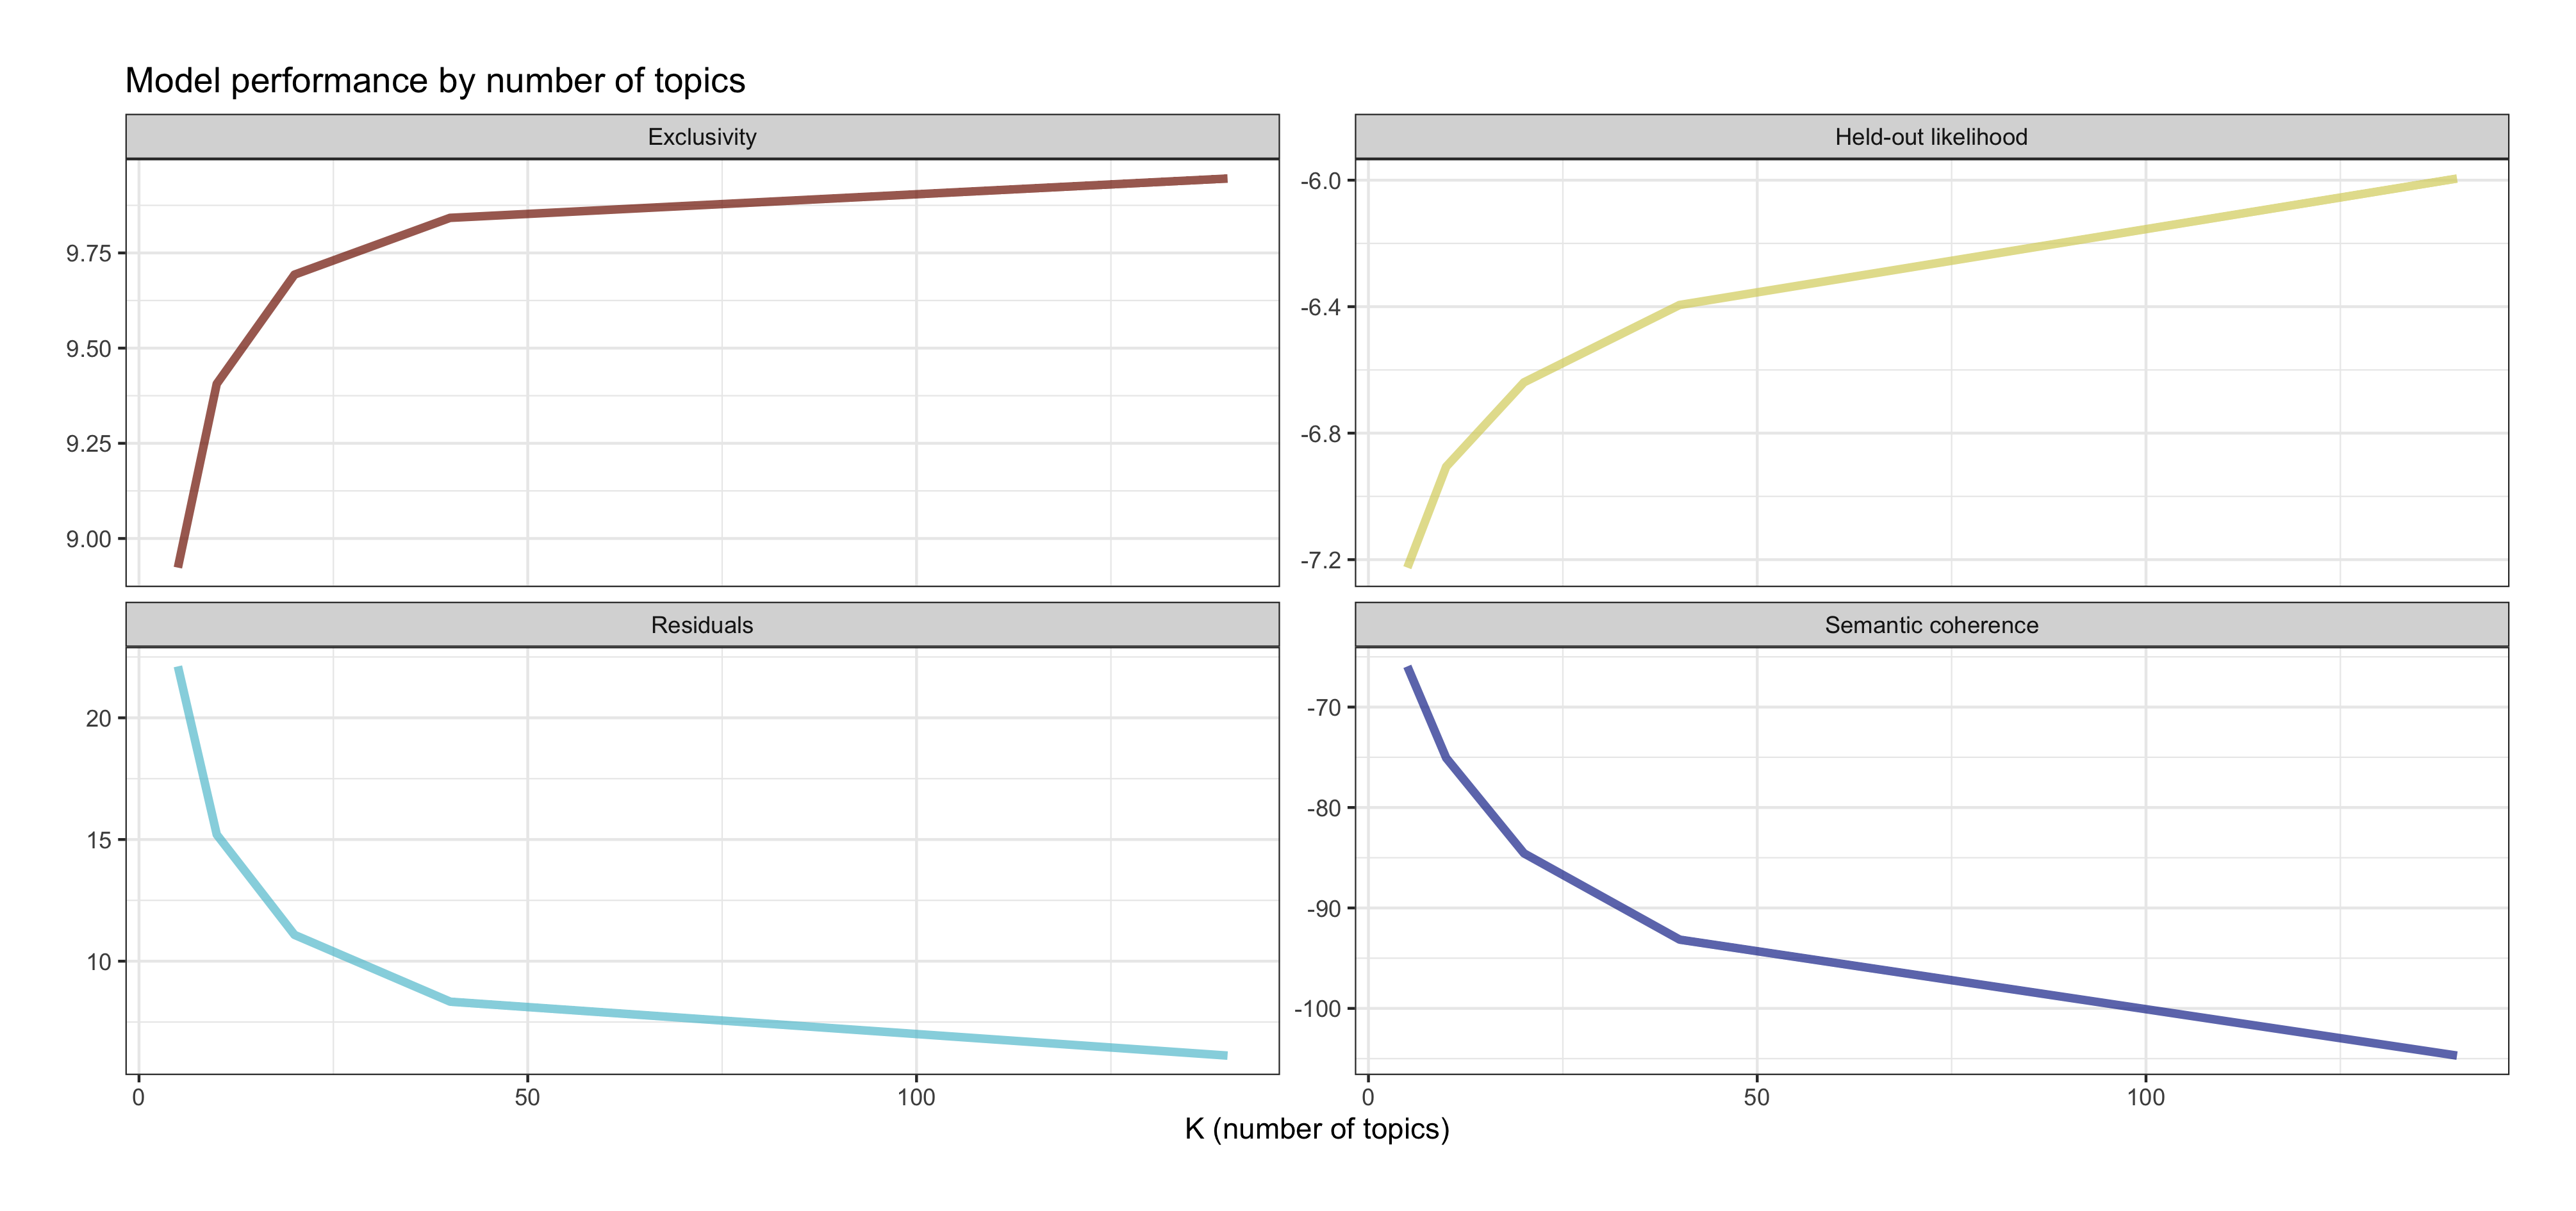 Model performance by number of topics
Exclusivity
Held-out likelihood
9.75
9.50
9.25
9.00
-6.0
-6.4
-6.8
-7.2
Residuals
Semantic coherence
20
15
10
-70
-80
-90
-100
0 50 100
0 50 100
K (number of topics)